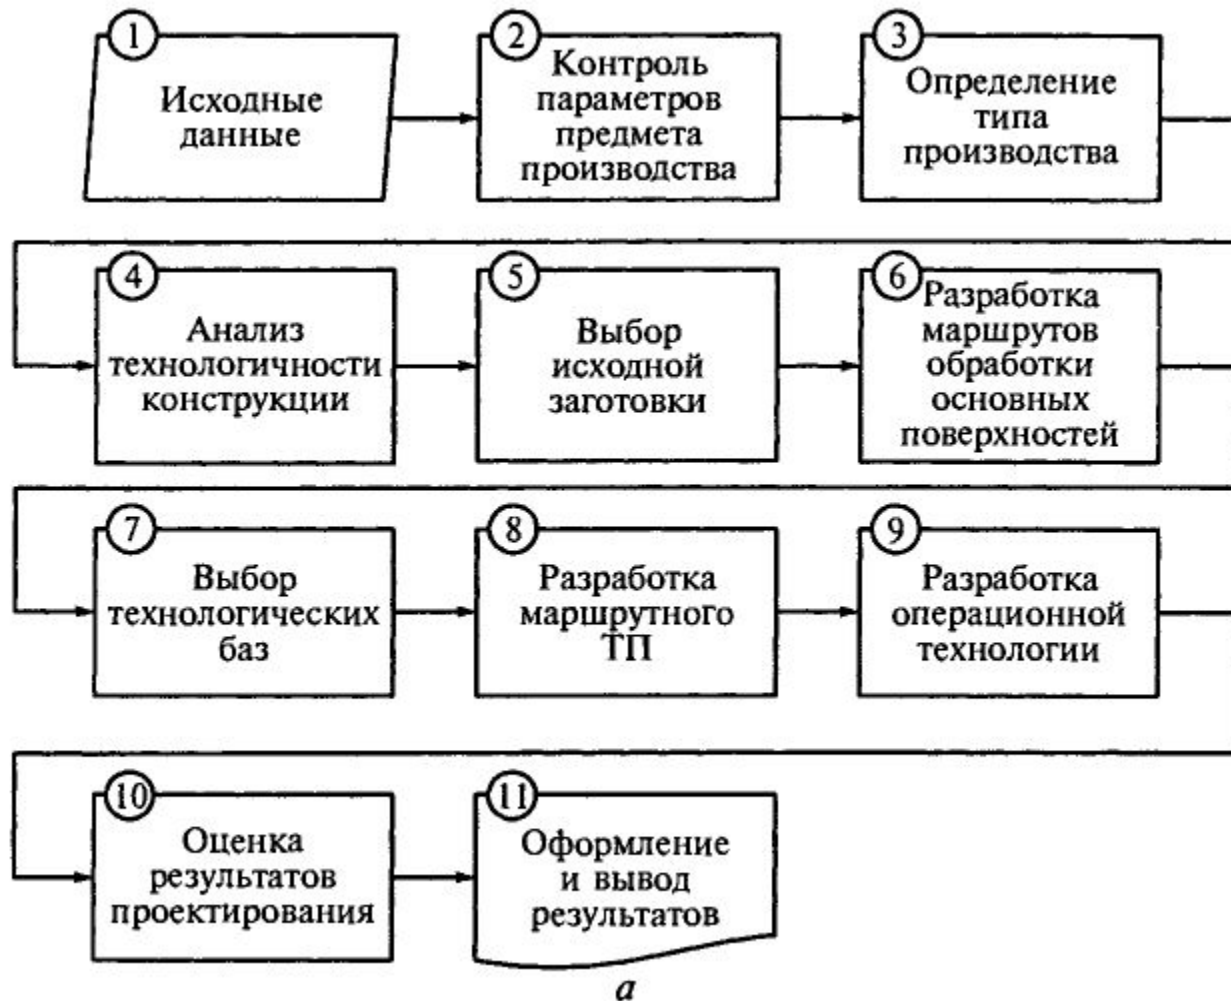 1
Исходные
данные
2
Контроль
параметров
предмета
производства
3
Определение
типа
производства
4
Анализ
технологичности
конструкции
5
Выбор
исходной
заготовки
6
Разработка
маршрутов
обработки
основных
поверхностей
7
Выбор
технологических
баз
8
Разработка
маршрутного
ТП
9
Разработка
операционной
технологии
10
Оценка
результатов
проектирования
11
Оформление
и вывод
результатов
а